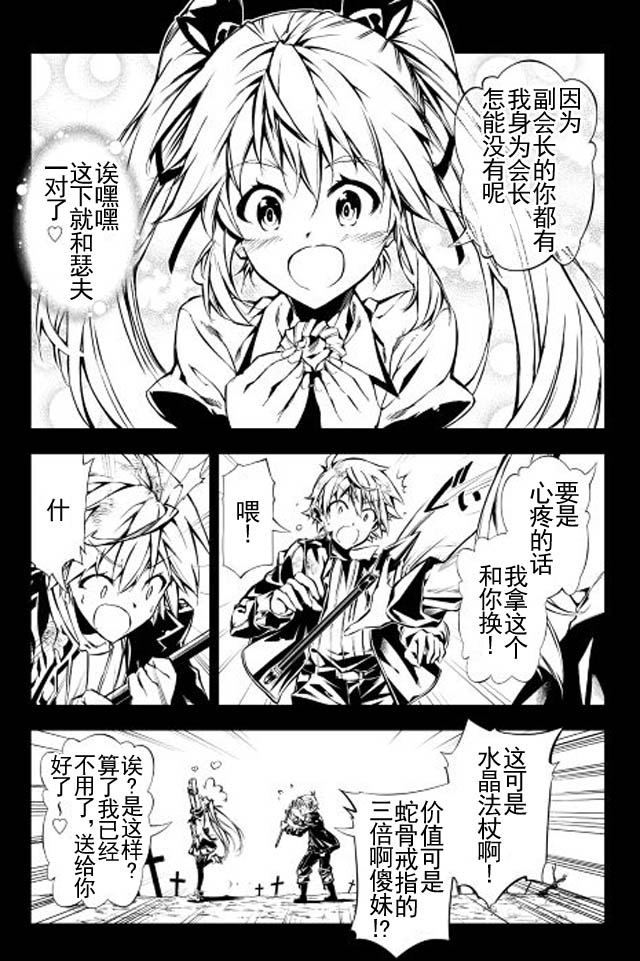 因为
副会长的你都有
我身为会长
怎能没有呢
诶嘿嘿
这下就和瑟夫
一对了♡
要是
心疼的话
我拿这个
和你换！
ぐい
喂！
什
这可是
水晶法杖啊！
价值可是
蛇骨戒指的
三倍啊傻妹!?
诶？是这样？
算了我已经
不用了，送给你
好了～♡